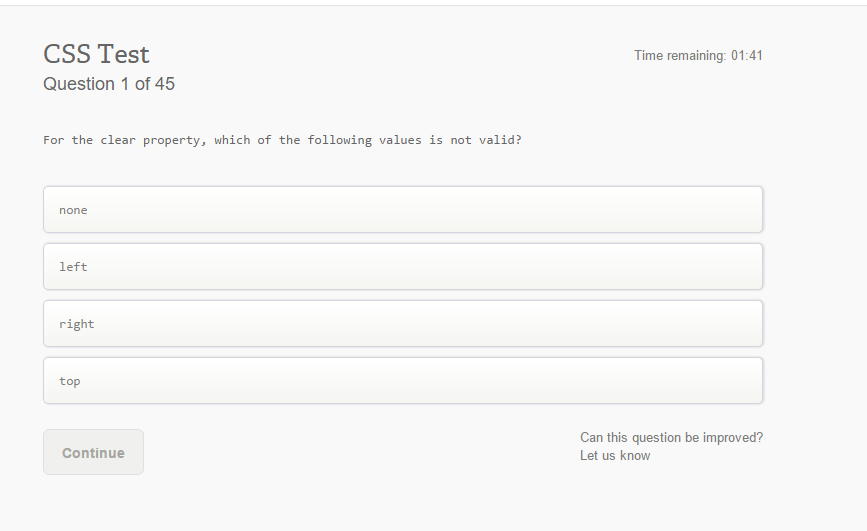 CSS Test
Time remaining: 01:41
Question 1 of 45
For the clear property, which of the following values is not valid?
none
left
right
top
Continue
Can this question be improved?
Let us know